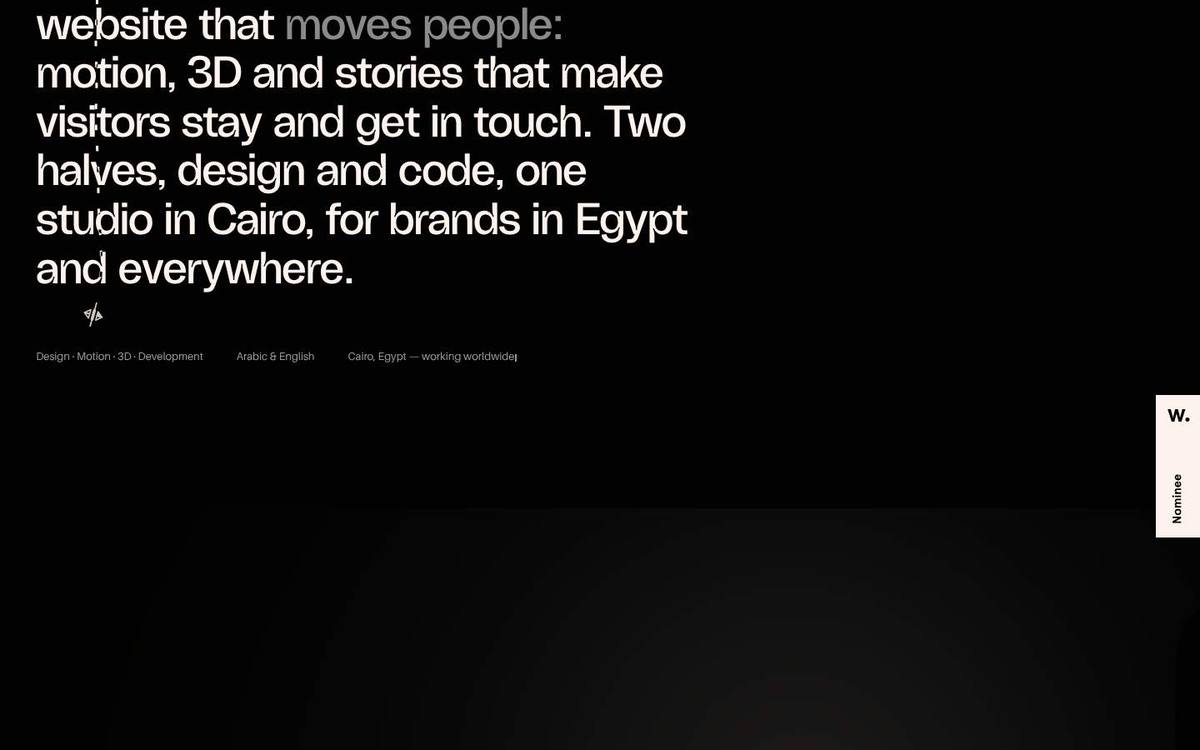 website that moves people:
motion, 3D and stories that make
visitors stay and get in touch. Two
halves, design and code, one
studio in Cairo, for brands in Egypt
and everywhere.
Design · Motion · 3D · Development
Arabic & English
Cairo, Egypt — working worldwide
W.
Nominee